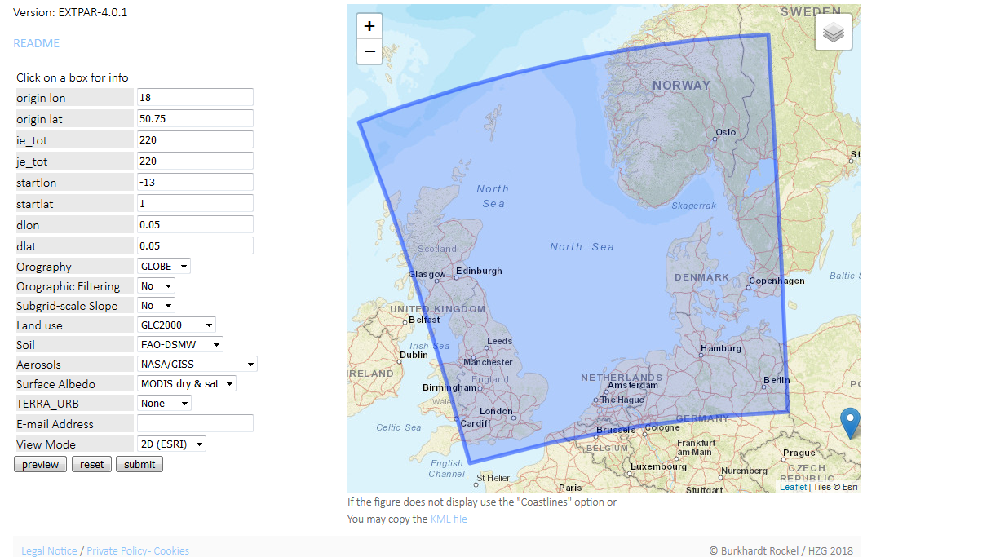 Version: EXTPAR-4.0.1
README
Click on a box for info
origin lon 18
origin lat 50.75
ie_tot 220
je_tot 220
startlon -13
startlat 1
dlon 0.05
dlat 0.05
Orography GLOBE
Orographic Filtering No
Subgrid-scale Slope No
Land use GLC2000
Soil FAO-DSMW
Aerosols NASA/GISS
Surface Albedo MODIS dry & sat
TERRA_URB None
E-mail Address
View Mode 2D (ESRI)
preview reset submit
+
−
SWEDEN
NORWAY
Oslo
St
North
Sea
Skagerrak
North Sea
Scotland
Glasgow
Edinburgh
DENMARK
Copenhagen
Baltic S
UNITED KINGDOM
Belfast
Irish Sea
Leeds
Dublin
Manchester
Hamburg
RELAND
England
NETHERLANDS
Amsterdam
Berlin
PO
Birmingham
Wales
The Hague
London
Cardiff
GERMANY
Celtic Sea
Brussels
Cologne
BELGIUM
Frankfurt
am Main
Prague
English
Channel
Luxembourg
Nuremberg
CZECH
REPUBLIC
St Helier
Paris
Stuttgart
Leaflet | Tiles © Esri
If the figure does not display use the "Coastlines" option or
You may copy the KML file
Legal Notice / Private Policy- Cookies
© Burkhardt Rockel / HZG 2018